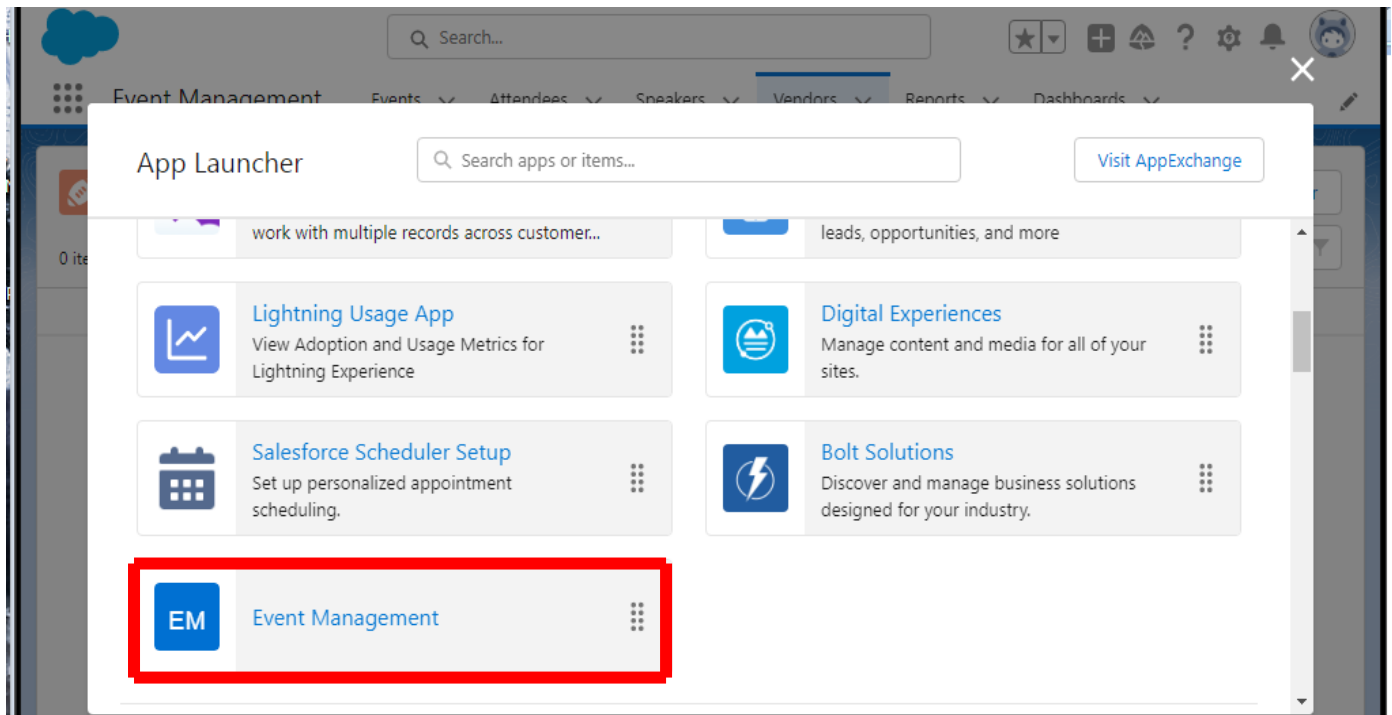 Search...
Event Management Events Attendees Speakers Vendors Reports Dashboards
App Launcher Search apps or items... Visit AppExchange
0 ite
work with multiple records across customer...
leads, opportunities, and more
Lightning Usage App
View Adoption and Usage Metrics for
Lightning Experience
Digital Experiences
Manage content and media for all of your
sites.
Salesforce Scheduler Setup
Set up personalized appointment
scheduling.
Bolt Solutions
Discover and manage business solutions
designed for your industry.
EM Event Management